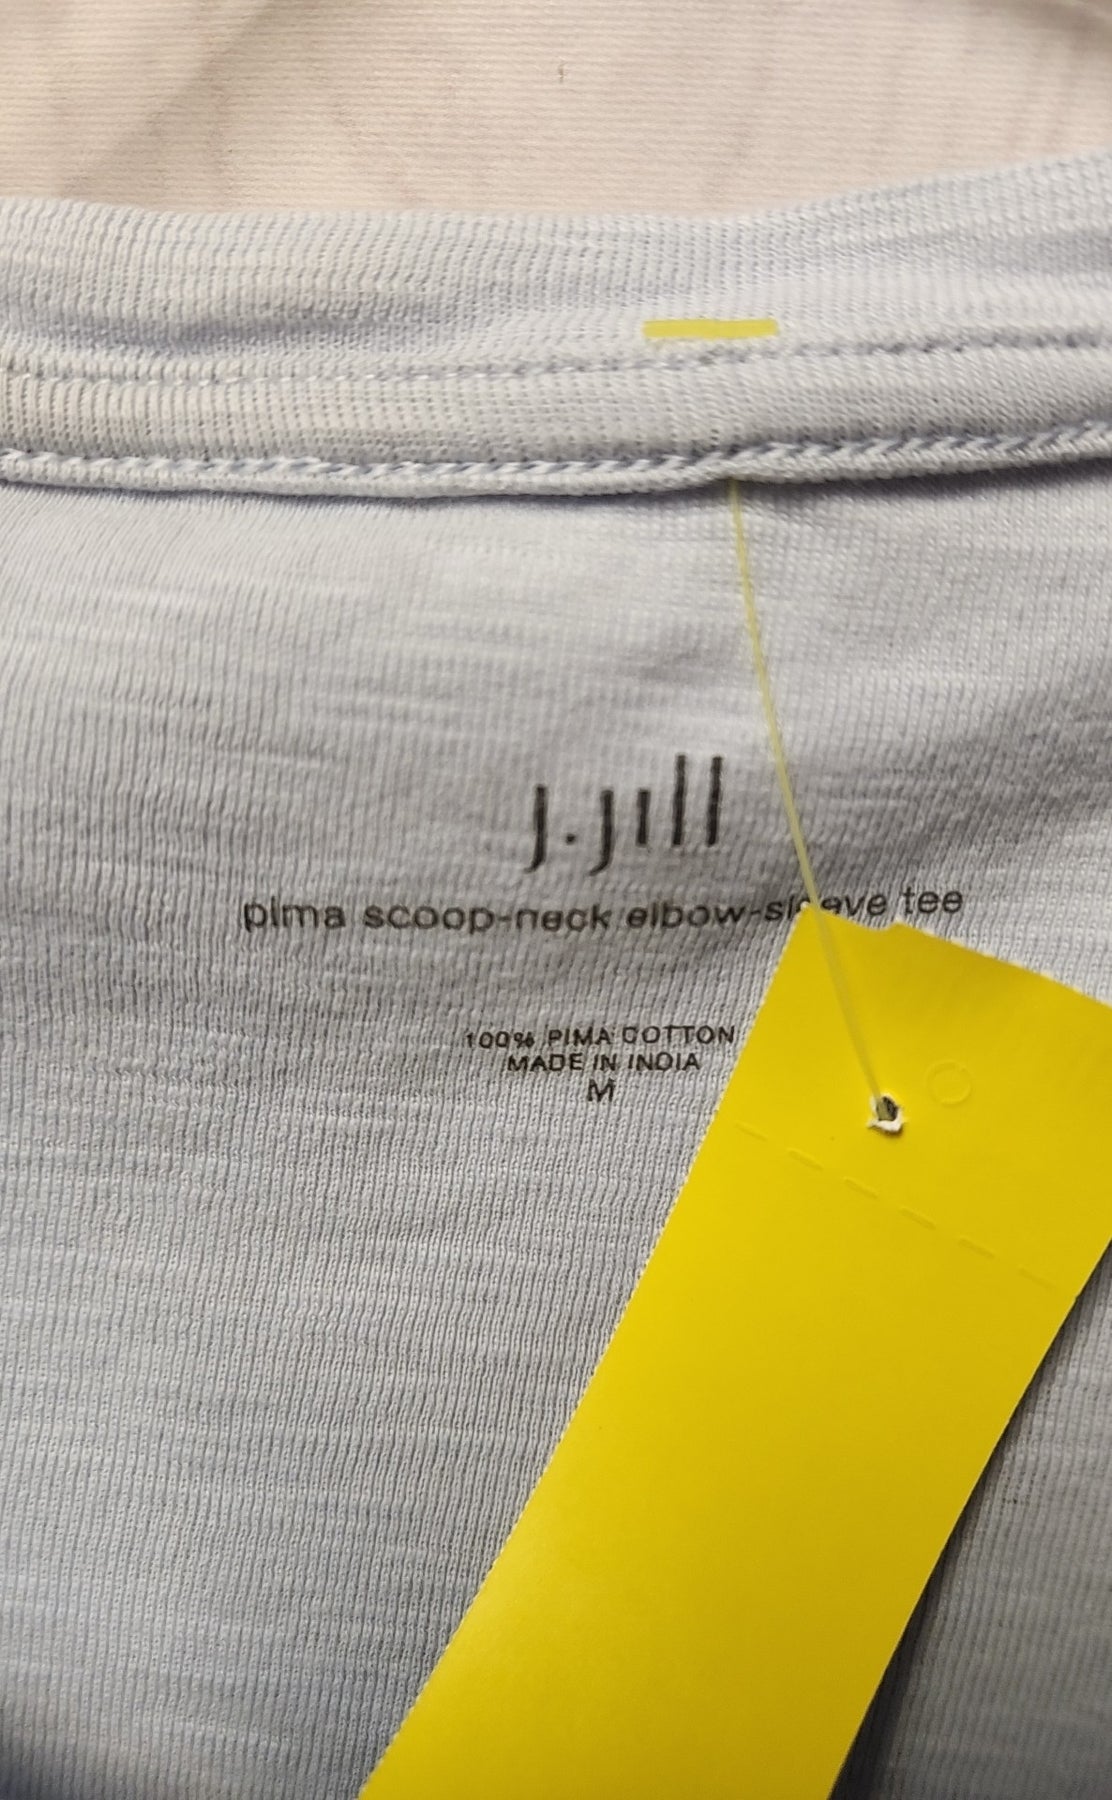 j.jill
pima scoop-neck elbow-sleeve tee
100% PIMA COTTON
MADE IN INDIA
M